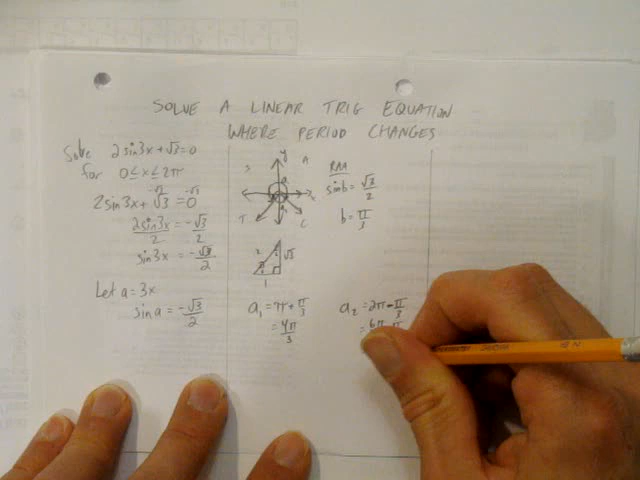 SOLVE A LINEAR TRIG EQUATION
WHERE PERIOD CHANGES
Solve 2sin3x+√3=0
for 0≤x≤2π
-√3 -√3
2sin3x+√3=0
2sin3x/2 = -√3/2
sin3x = -√3/2
Let a=3x
sin a = -√3/2
y
S A
x
T C
2 √3
1
a₁ = π + π/3
= 4π/3
RAA
sin b = √3/2
b = π/3
a₂ = 2π - π/3
= 6π - π